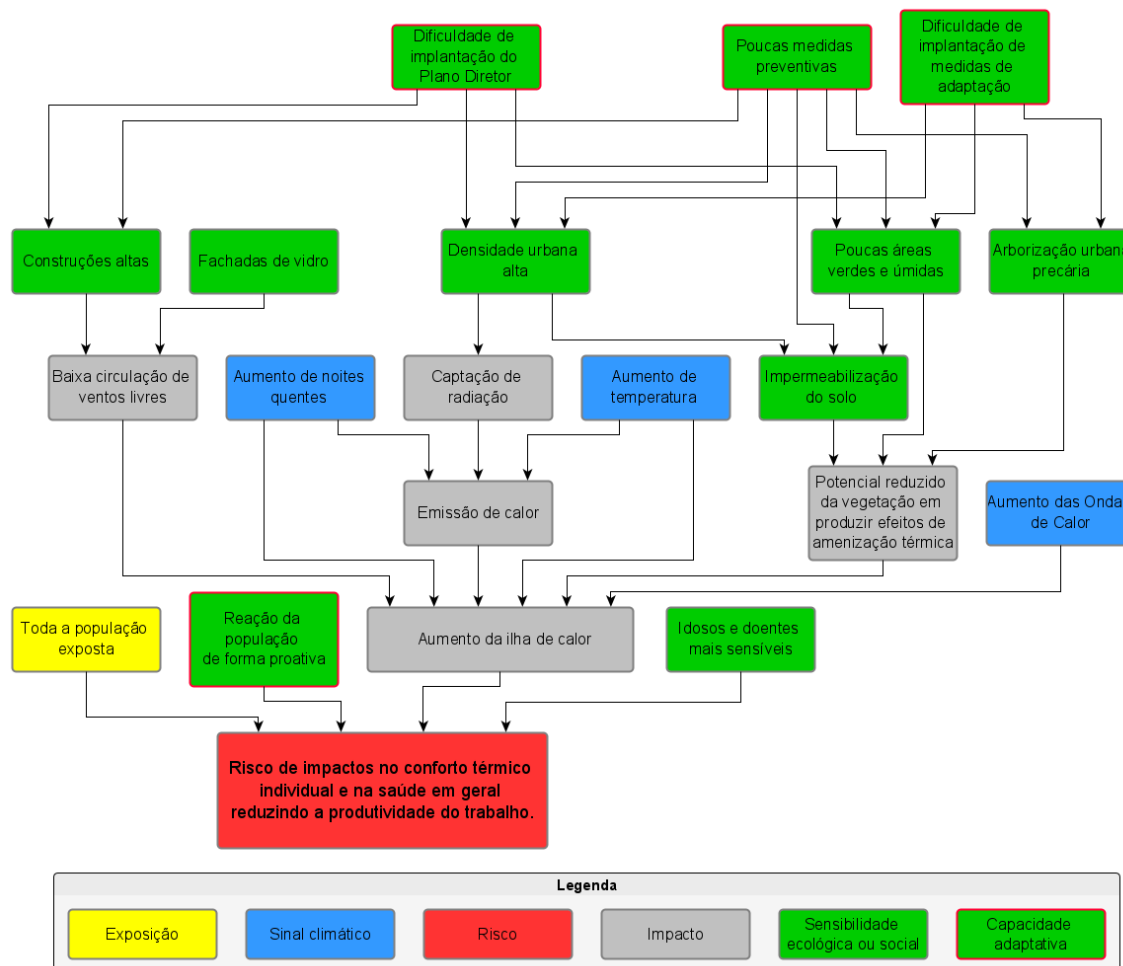 Dificuldade de
implantação do
Plano Diretor
Poucas medidas
preventivas
Dificuldade de
implantação de
medidas de
adaptação
Construções altas
Fachadas de vidro
Densidade urbana
alta
Poucas áreas
verdes e úmidas
Arborização urbana
precária
Baixa circulação de
ventos livres
Aumento de noites
quentes
Captação de
radiação
Aumento de
temperatura
Impermeabilização
do solo
Emissão de calor
Potencial reduzido
da vegetação em
produzir efeitos de
amenização térmica
Aumento das Onda
de Calor
Toda a população
exposta
Reação da
população
de forma proativa
Aumento da ilha de calor
Idosos e doentes
mais sensíveis
Risco de impactos no conforto térmico
individual e na saúde em geral
reduzindo a produtividade do trabalho.
Legenda
Exposição
Sinal climático
Risco
Impacto
Sensibilidade
ecológica ou social
Capacidade
adaptativa